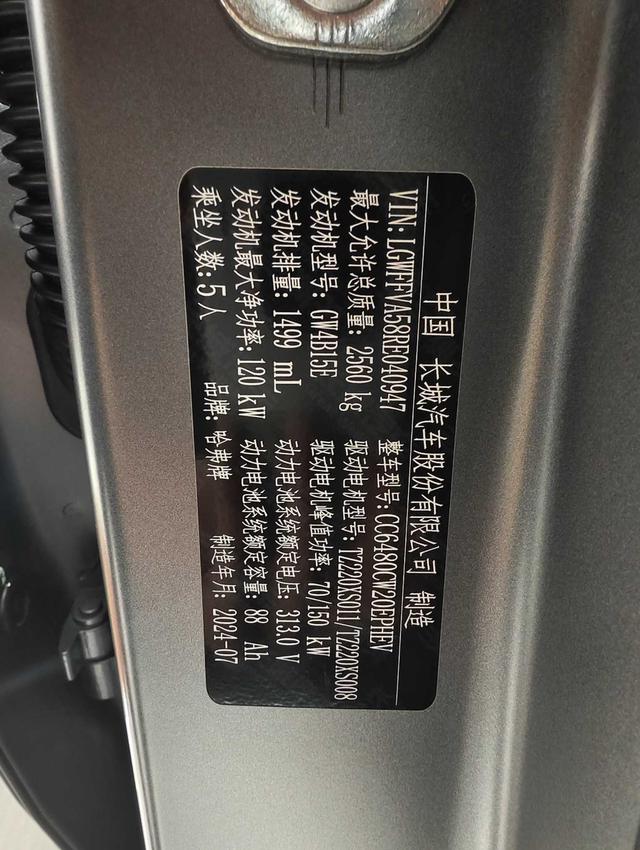 中国 长城汽车股份有限公司 制造
VIN:LGWFFVA58RE040947 整车型号:CC6480CW20EPHEV
最大允许总质量: 2560 kg 驱动电机型号: TZ220XS011/TZ220XS008
发动机型号: GW4B15E 驱动电机峰值功率: 70/150 kW
发动机排量: 1499 mL 动力电池系统额定电压: 313.0 V
发动机最大净功率: 120 kW 动力电池系统额定容量: 88 Ah
乘坐人数: 5人 品牌: 哈弗牌 制造年月: 2024-07